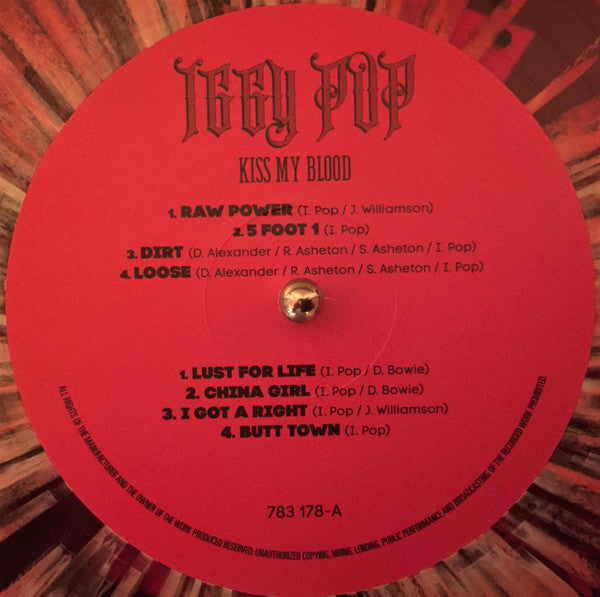 IGGY POP
KISS MY BLOOD
1. RAW POWER (I. Pop / J. Williamson)
2. 5 FOOT 1 (I. Pop)
3. DIRT (D. Alexander / R. Asheton / S. Asheton / I. Pop)
4. LOOSE (D. Alexander / R. Asheton / S. Asheton / I. Pop)
1. LUST FOR LIFE (I. Pop / D. Bowie)
2. CHINA GIRL (I. Pop / D. Bowie)
3. I GOT A RIGHT (I. Pop / J. Williamson)
4. BUTT TOWN (I. Pop)
783 178-A
ALL RIGHTS OF THE MANUFACTURER AND THE OWNER OF THE WORK PRODUCED RESERVED. UNAUTHORIZED COPYING, HIRING, LENDING, PUBLIC PERFORMANCE AND BROADCASTING OF THE RECORDED WORK PROHIBITED.